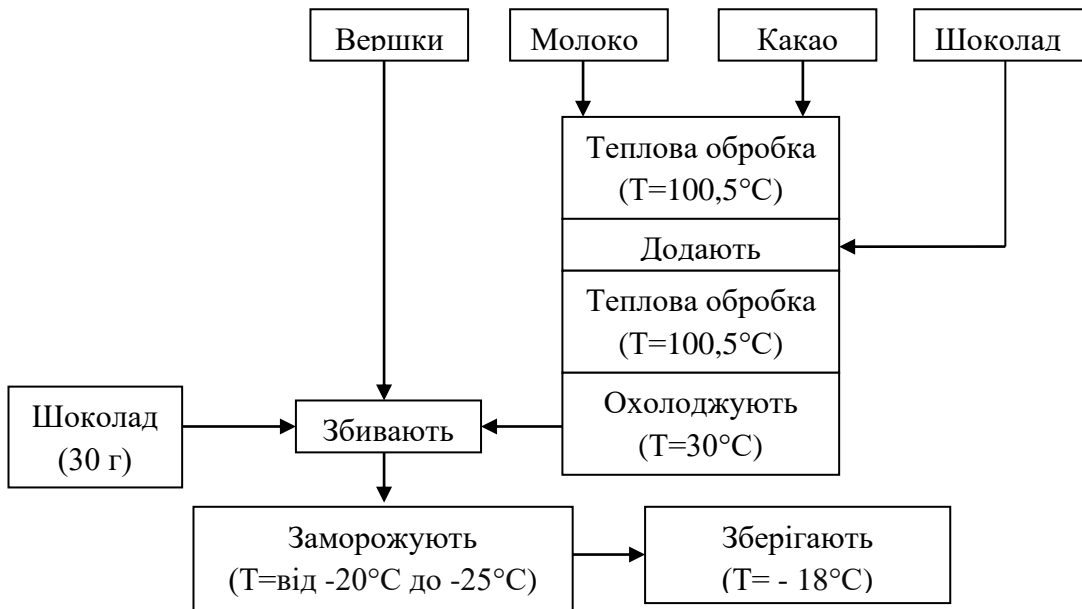 Вершки
Молоко
Какао
Шоколад
Теплова обробка
(Т=100,5°С)
Додають
Теплова обробка
(Т=100,5°С)
Охолоджують
(Т=30°С)
Шоколад
(30 г)
Збивають
Заморожують
(Т=від -20°С до -25°С)
Зберігають
(Т= - 18°С)